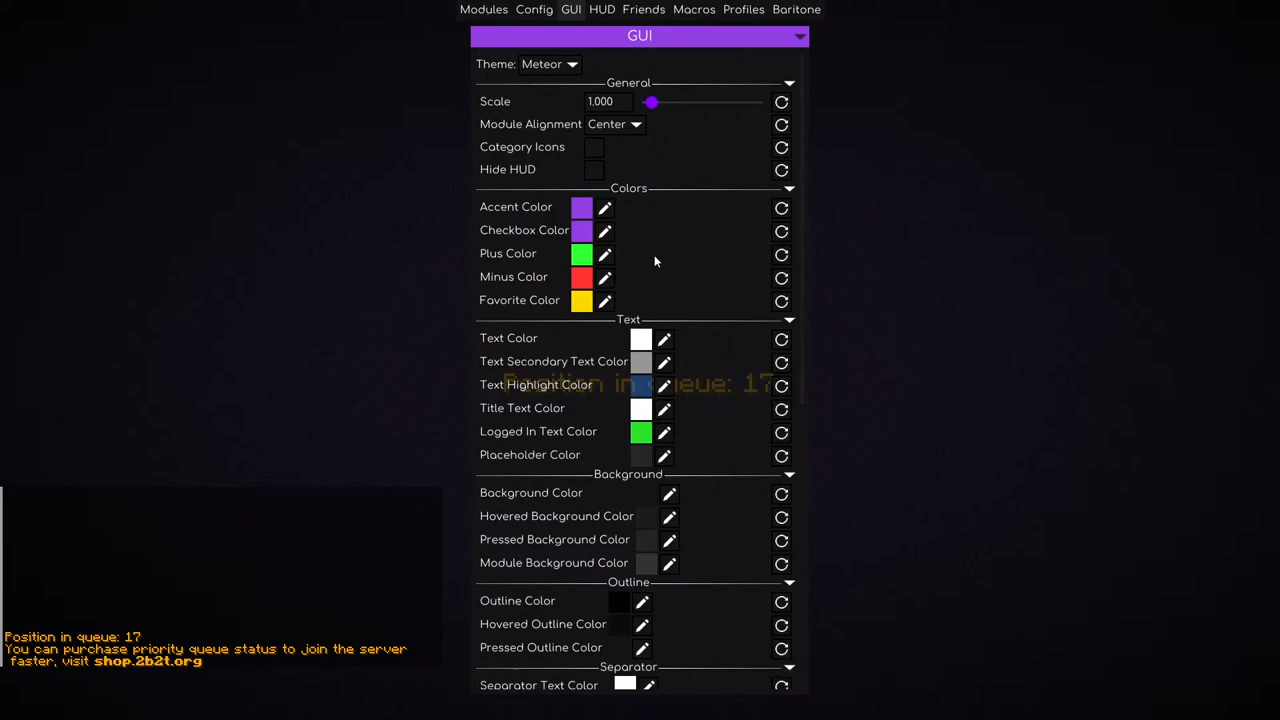 Modules Config GUI HUD Friends Macros Profiles Baritone
GUI
Theme: Meteor
General
Scale 1.000
Module Alignment Center
Category Icons
Hide HUD
Colors
Accent Color
Checkbox Color
Plus Color
Minus Color
Favorite Color
Text
Text Color
Text Secondary Text Color
Position in queue: 17
Text Highlight Color
Title Text Color
Logged In Text Color
Placeholder Color
Background
Background Color
Hovered Background Color
Pressed Background Color
Module Background Color
Outline
Outline Color
Hovered Outline Color
Pressed Outline Color
Separator
Separator Text Color
Position in queue: 17
You can purchase priority queue status to join the server
faster, visit shop.2b2t.org